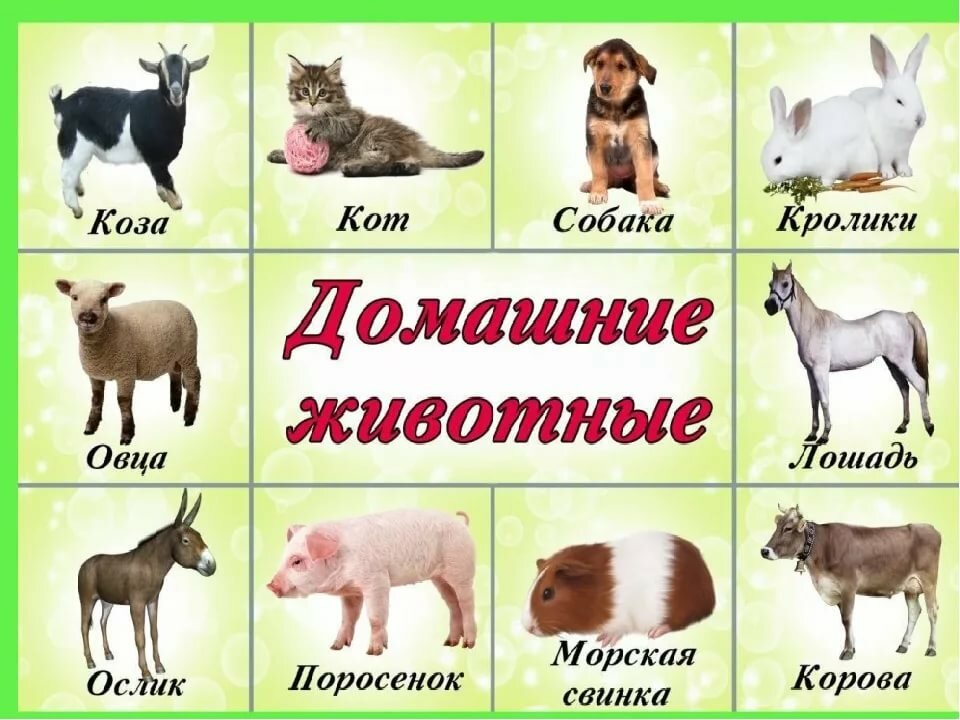 Коза
Кот
Собака
Кролики
Домашние
животные
Овца
Лошадь
Ослик
Поросенок
Морская
свинка
Корова